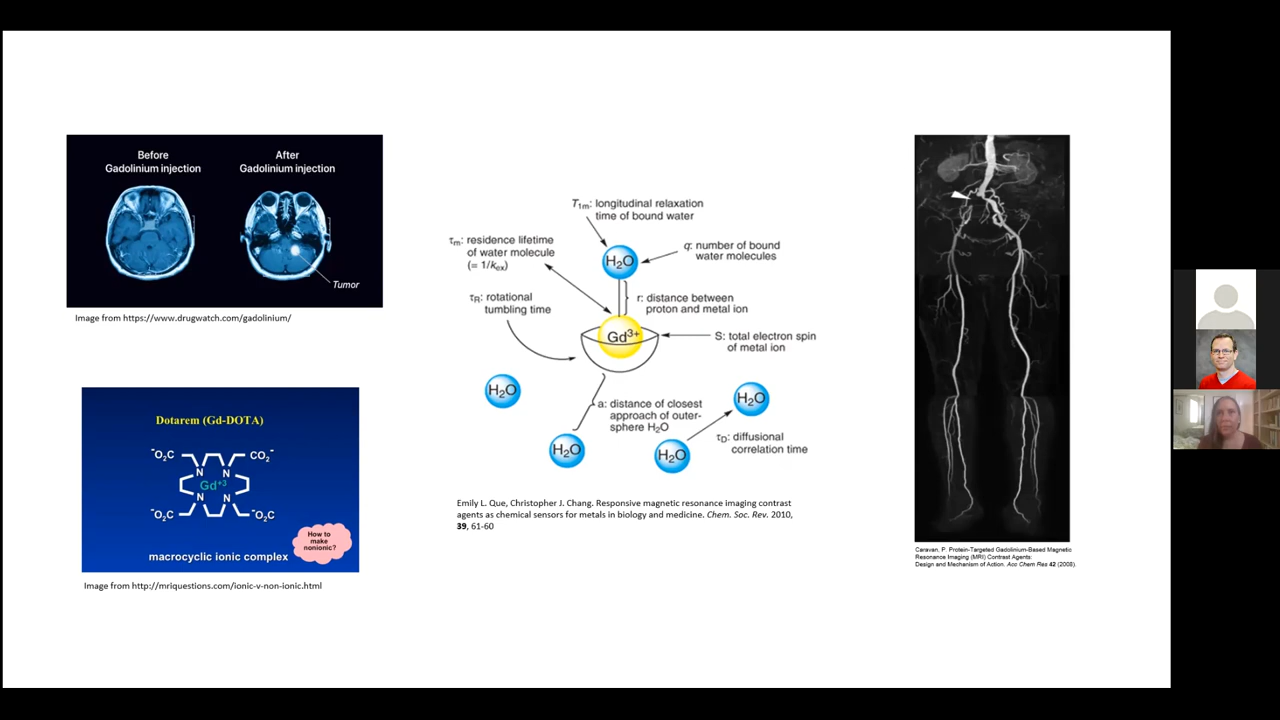 Before
Gadolinium injection
After
Gadolinium injection
Tumor
Image from https://www.drugwatch.com/gadolinium/
Dotarem (Gd-DOTA)
⁻O₂C
CO₂⁻
N N
Gd⁺³
N N
⁻O₂C
⁻O₂C
How to
make
nonionic?
macrocyclic ionic complex
Image from http://mriquestions.com/ionic-v-non-ionic.html
T₁ₘ: longitudinal relaxation
time of bound water
τₘ: residence lifetime
of water molecule
(= 1/kₑₓ)
H₂O
q: number of bound
water molecules
τR: rotational
tumbling time
r: distance between
proton and metal ion
Gd³⁺
S: total electron spin
of metal ion
H₂O
a: distance of closest
approach of outer-
sphere H₂O
H₂O
H₂O
H₂O
τD: diffusional
correlation time
Emily L. Que, Christopher J. Chang. Responsive magnetic resonance imaging contrast
agents as chemical sensors for metals in biology and medicine. Chem. Soc. Rev. 2010,
39, 61-60
Caravan, P. Protein-Targeted Gadolinium-Based Magnetic
Resonance Imaging (MRI) Contrast Agents:
Design and Mechanism of Action. Acc Chem Res 42 (2008).